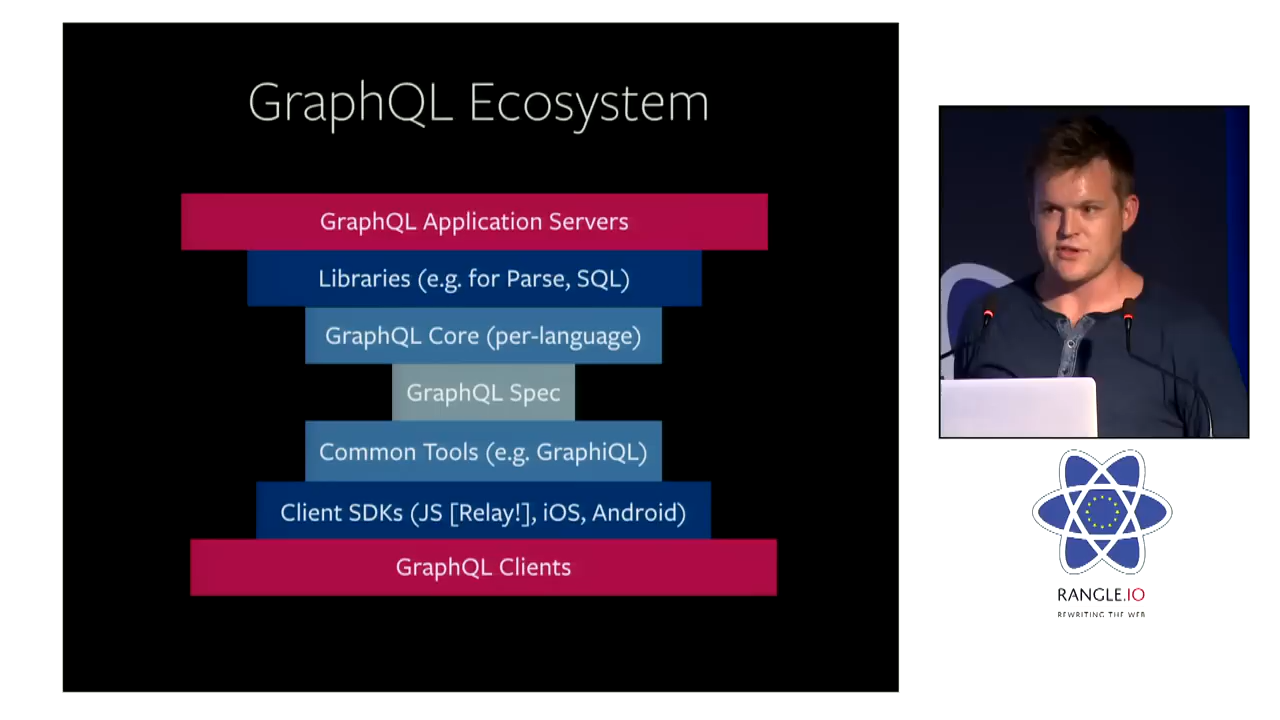 GraphQL Ecosystem
GraphQL Application Servers
Libraries (e.g. for Parse, SQL)
GraphQL Core (per-language)
GraphQL Spec
Common Tools (e.g. GraphiQL)
Client SDKs (JS [Relay!], iOS, Android)
GraphQL Clients
RANGLE.IO
REWRITING THE WEB